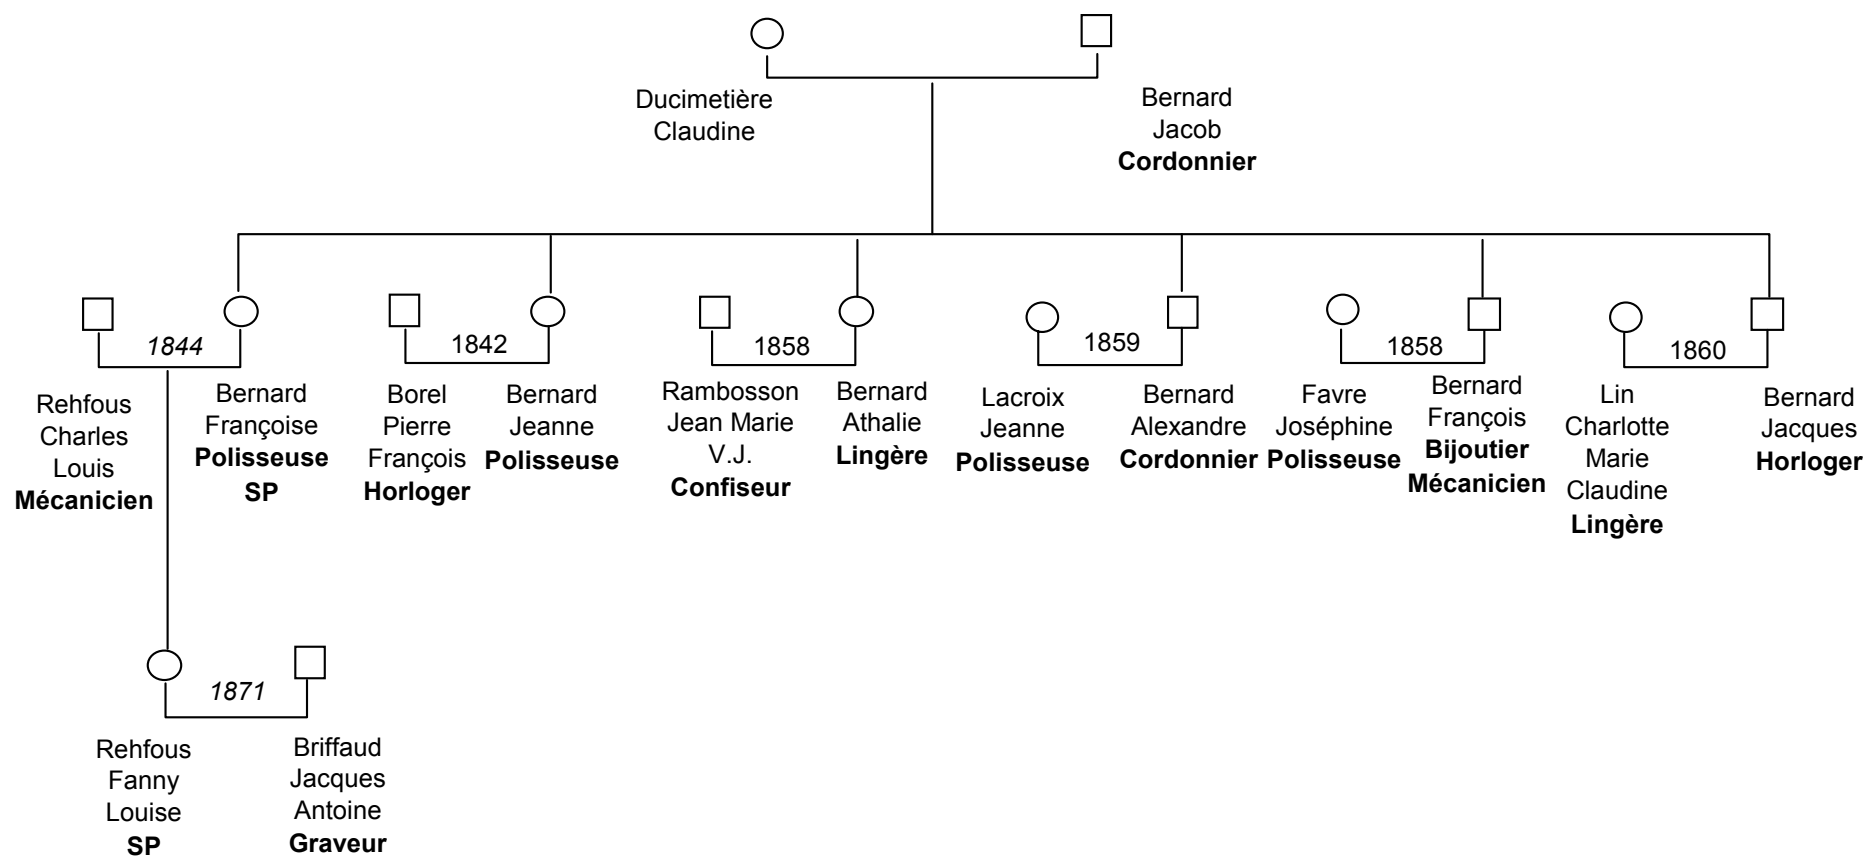 Ducimetière
Claudine
Bernard
Jacob
Cordonnier
1844
1842
1858
1859
1858
1860
Rehfous
Charles
Louis
Mécanicien
Bernard
Françoise
Polisseuse
SP
Borel
Pierre
François
Horloger
Bernard
Jeanne
Polisseuse
Rambosson
Jean Marie
V.J.
Confiseur
Bernard
Athalie
Lingère
Lacroix
Jeanne
Polisseuse
Bernard
Alexandre
Cordonnier
Favre
Joséphine
Polisseuse
Bernard
François
Bijoutier
Mécanicien
Lin
Charlotte
Marie
Claudine
Lingère
Bernard
Jacques
Horloger
1871
Rehfous
Fanny
Louise
SP
Briffaud
Jacques
Antoine
Graveur